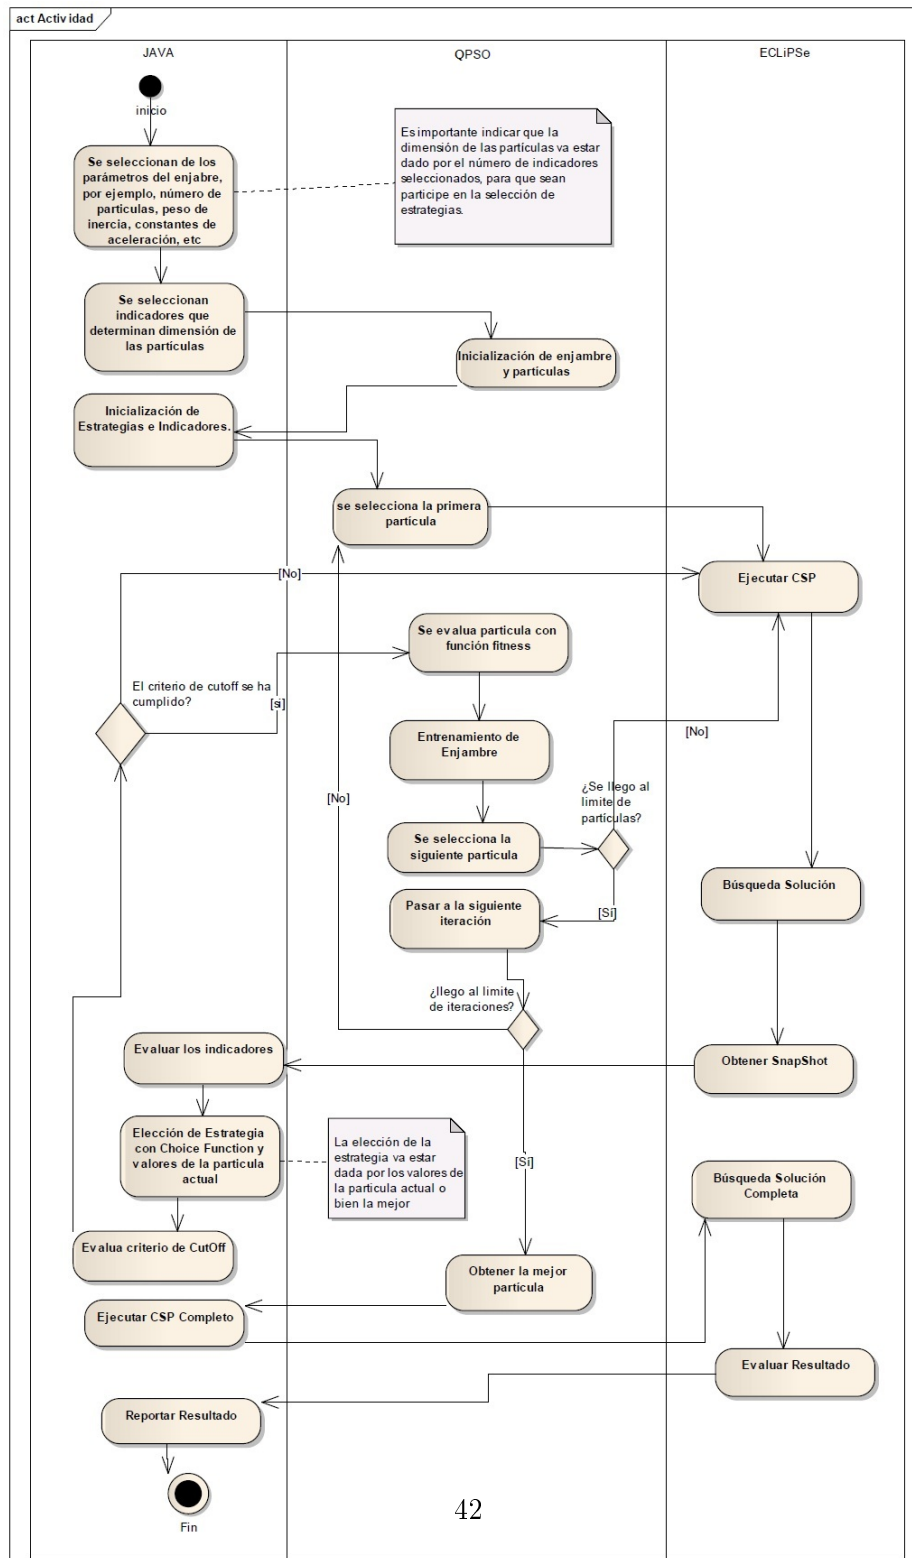 act Actividad
JAVA
QPSO
ECLiPSe
inicio
Se seleccionan de los
parámetros del enjabre,
por ejemplo, número de
particulas, peso de
inercia, constantes de
aceleración, etc
Es importante indicar que la
dimensión de las partículas va estar
dado por el número de indicadores
seleccionados, para que sean
participe en la selección de
estrategias.
Se seleccionan
indicadores que
determinan dimensión de
las partículas
Inicialización de enjambre
y partículas
Inicialización de
Estrategias e Indicadores.
se selecciona la primera
partícula
[No]
Ejecutar CSP
Se evalua particula con
función fitness
El criterio de cutoff se ha
cumplido?
[si]
Entrenamiento de
Enjambre
[No]
¿Se llego al
limite de
partículas?
[No]
Se selecciona la
siguiente particula
Búsqueda Solución
Pasar a la siguiente
iteración
[Sí]
¿llego al limite
de iteraciones?
Evaluar los indicadores
Obtener SnapShot
Elección de Estrategia
con Choice Function y
valores de la particula
actual
La elección de la
estrategia va estar
dada por los valores de
la particula actual o
bien la mejor
[Sí]
Búsqueda Solución
Completa
Evalua criterio de CutOff
Obtener la mejor
partícula
Ejecutar CSP Completo
Evaluar Resultado
Reportar Resultado
Fin
42